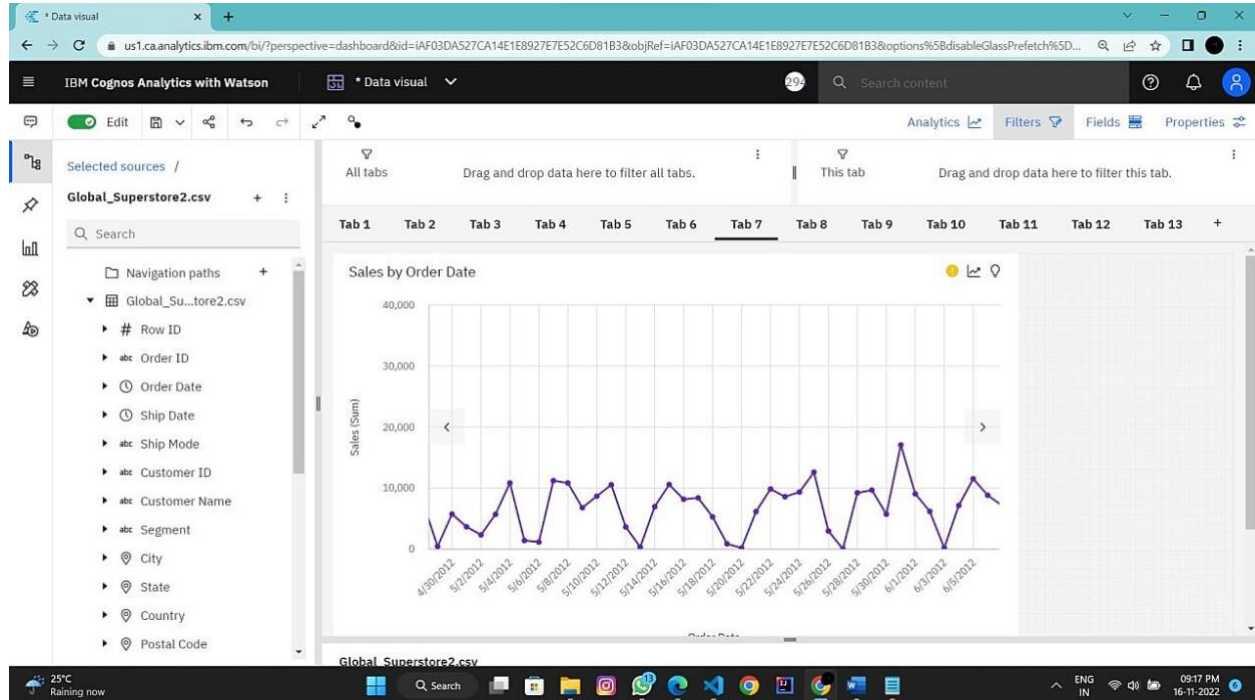 * Data visual
us1.ca.analytics.ibm.com/bi/?perspective=dashboard&id=iAF03DA527CA14E1E8927E7E52C6D81B3&objRef=iAF03DA527CA14E1E8927E7E52C6D81B3&options%5BdisableGlassPrefetch%5D...
IBM Cognos Analytics with Watson
* Data visual
294
Search content
Edit
Analytics
Filters
Fields
Properties
Selected sources /
Global_Superstore2.csv
Search
Navigation paths
Global_Su...tore2.csv
# Row ID
abc Order ID
Order Date
Ship Date
abc Ship Mode
abc Customer ID
abc Customer Name
abc Segment
City
State
Country
Postal Code
All tabs
Drag and drop data here to filter all tabs.
This tab
Drag and drop data here to filter this tab.
Tab 1 Tab 2 Tab 3 Tab 4 Tab 5 Tab 6 Tab 7 Tab 8 Tab 9 Tab 10 Tab 11 Tab 12 Tab 13 +
Sales by Order Date
Sales (Sum)
40,000
30,000
20,000
10,000
0
4/30/2012 5/2/2012 5/4/2012 5/6/2012 5/8/2012 5/10/2012 5/12/2012 5/14/2012 5/16/2012 5/18/2012 5/20/2012 5/22/2012 5/24/2012 5/26/2012 5/28/2012 5/30/2012 6/1/2012 6/3/2012 6/5/2012
Order Date
Global_Superstore2.csv
25°C
Raining now
Search
13
ENG
IN
09:17 PM
16-11-2022
6